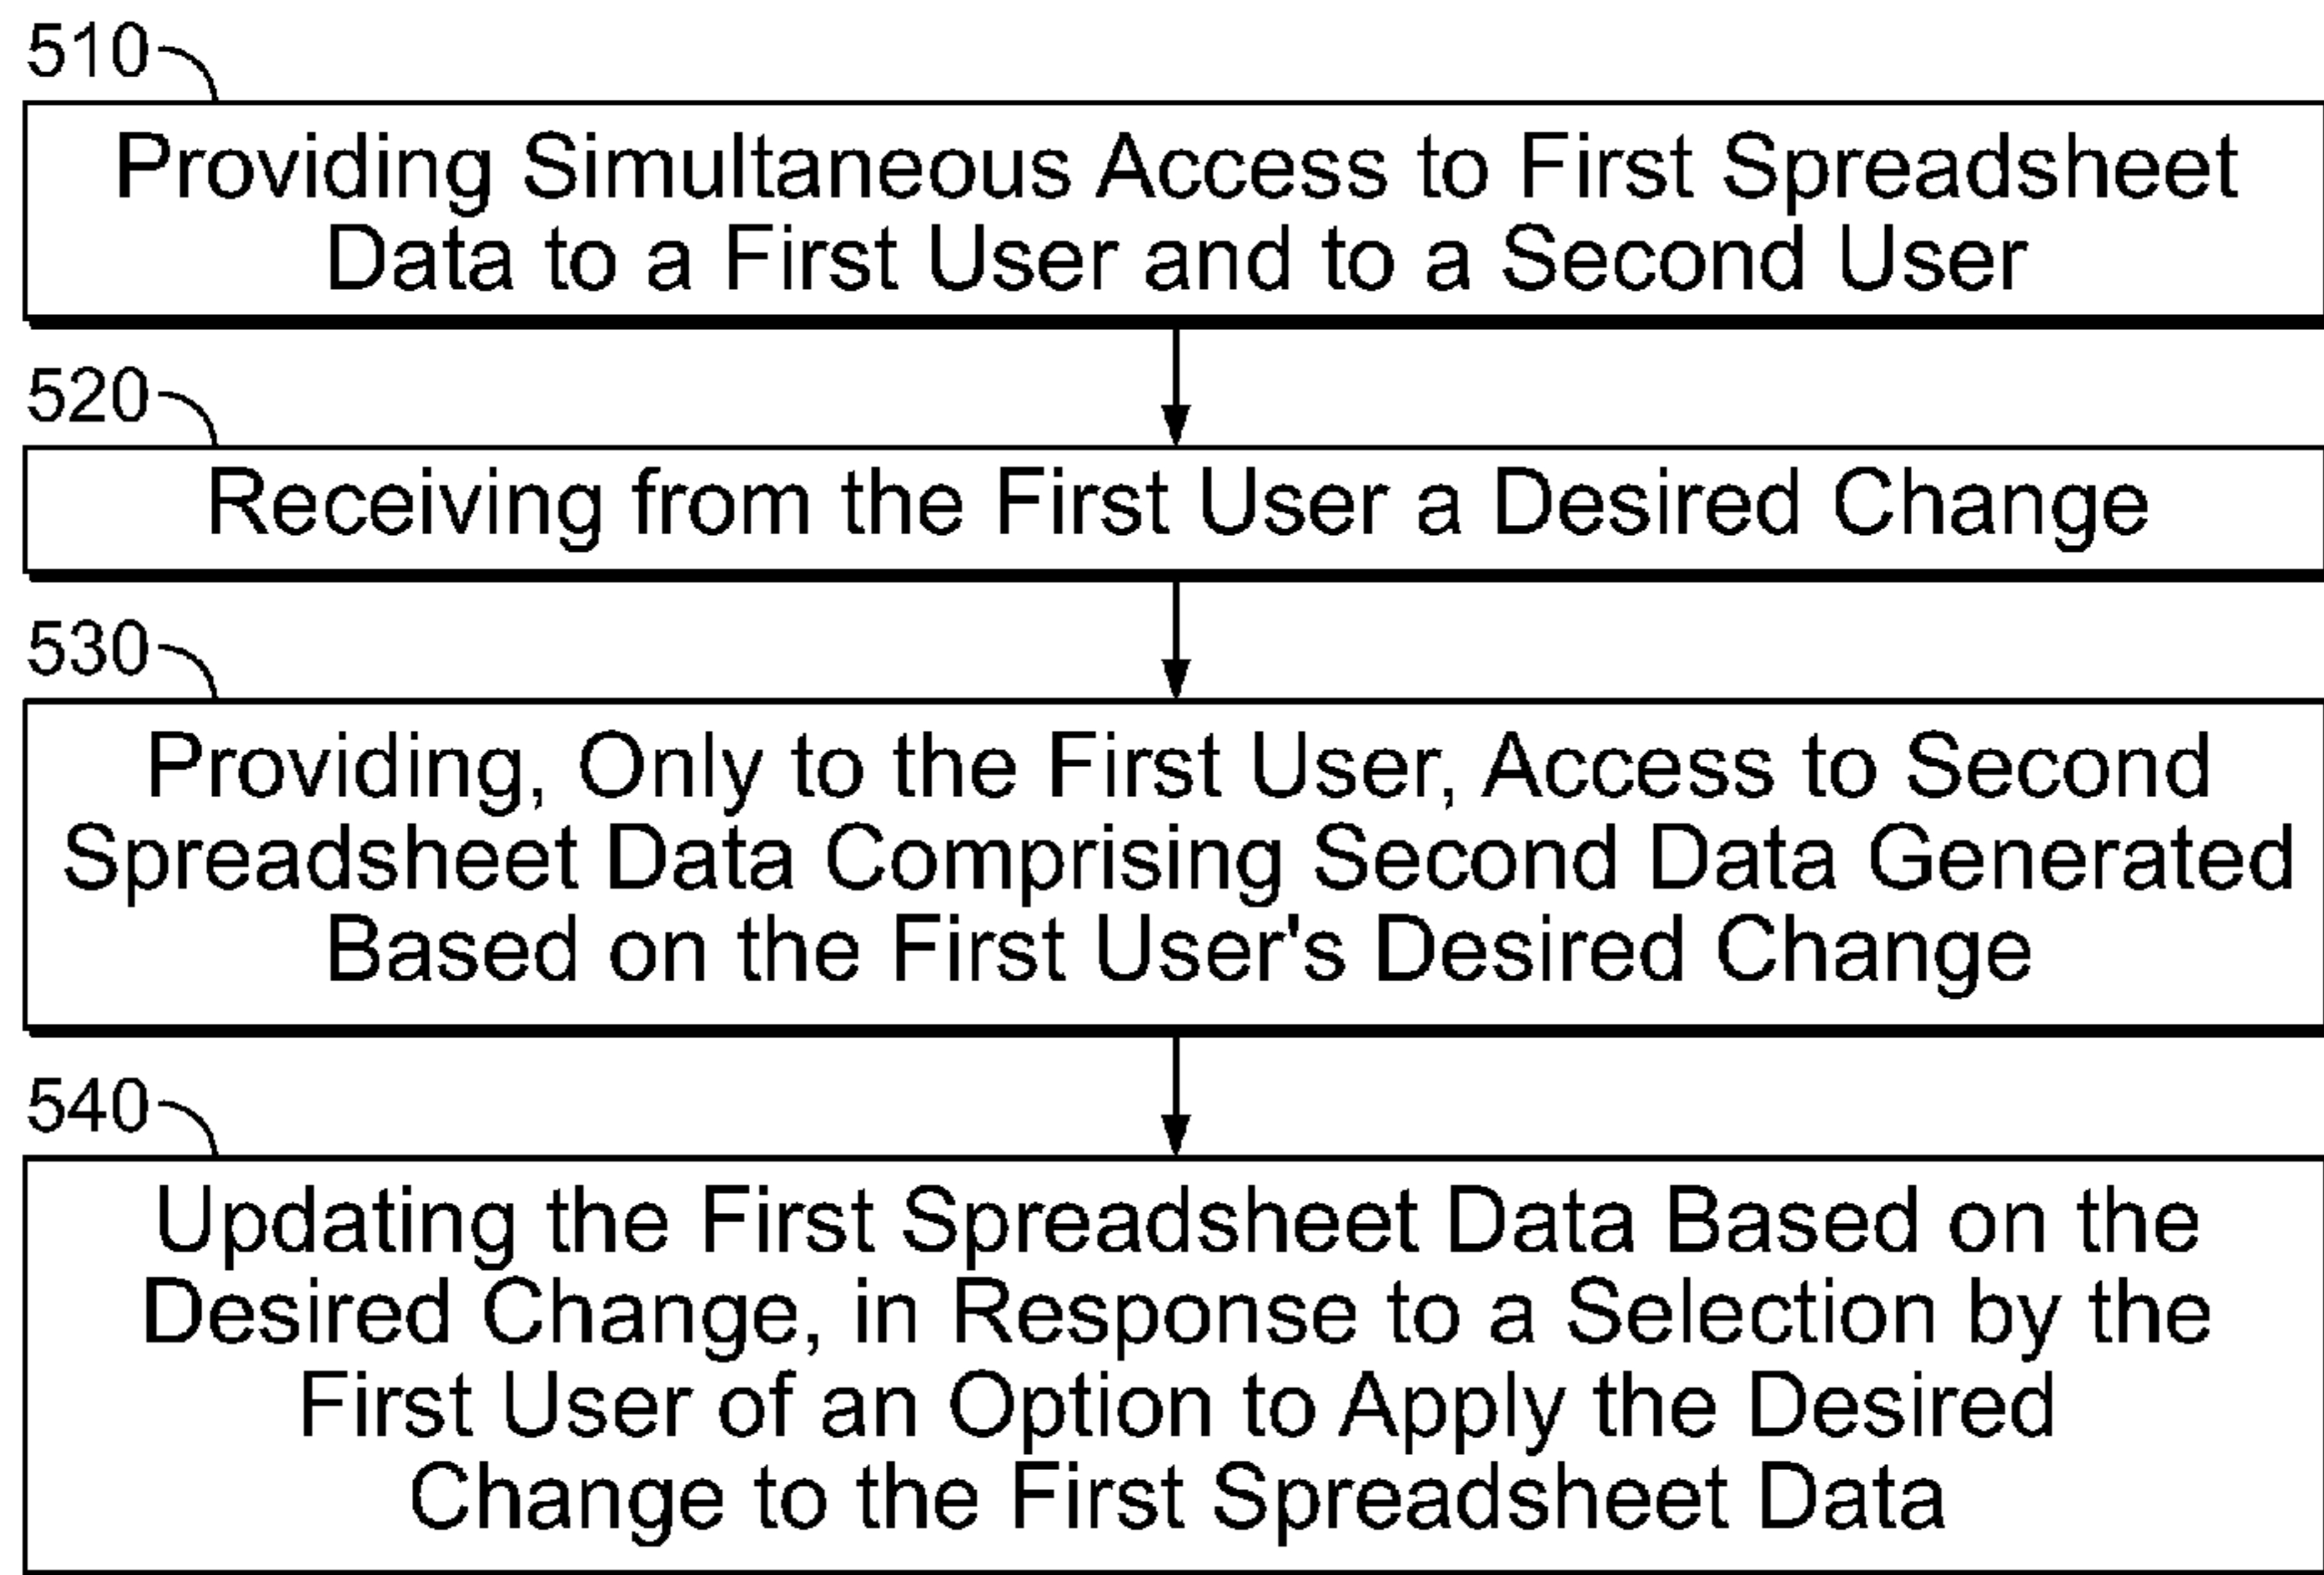 510
Providing Simultaneous Access to First Spreadsheet
Data to a First User and to a Second User
520
Receiving from the First User a Desired Change
530
Providing, Only to the First User, Access to Second
Spreadsheet Data Comprising Second Data Generated
Based on the First User's Desired Change
540
Updating the First Spreadsheet Data Based on the
Desired Change, in Response to a Selection by the
First User of an Option to Apply the Desired
Change to the First Spreadsheet Data